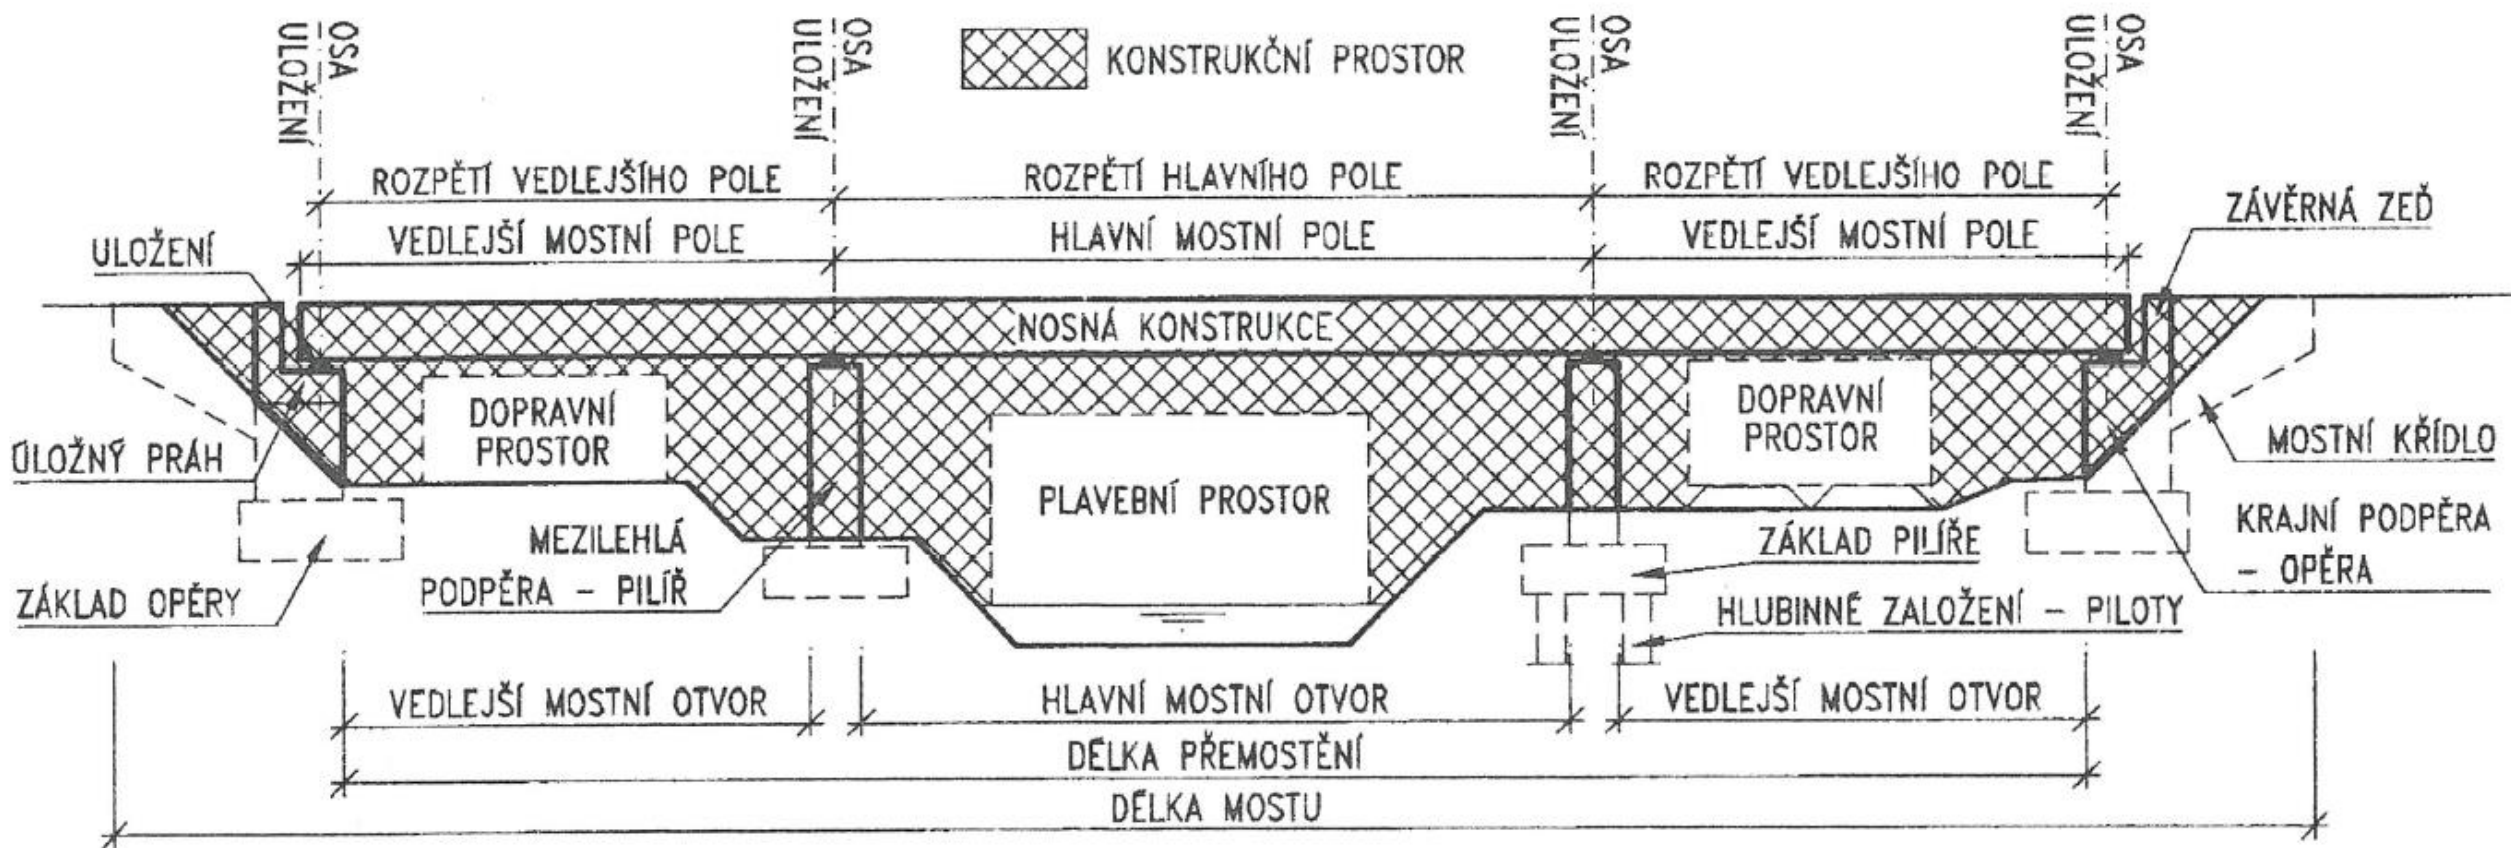 OSA
ULOŽENÍ
OSA
ULOŽENÍ
KONSTRUKČNÍ PROSTOR
OSA
ULOŽENÍ
OSA
ULOŽENÍ
ROZPĚTÍ VEDLEJŠÍHO POLE
ROZPĚTÍ HLAVNÍHO POLE
ROZPĚTÍ VEDLEJŠÍHO POLE
ZÁVĚRNÁ ZEĎ
ULOŽENÍ
VEDLEJŠÍ MOSTNÍ POLE
HLAVNÍ MOSTNÍ POLE
VEDLEJŠÍ MOSTNÍ POLE
NOSNÁ KONSTRUKCE
DOPRAVNÍ
PROSTOR
DOPRAVNÍ
PROSTOR
ÚLOŽNÝ PRÁH
PLAVEBNÍ PROSTOR
MOSTNÍ KŘÍDLO
MEZILEHLÁ
PODPĚRA - PILÍŘ
ZÁKLAD PILÍŘE
KRAJNÍ PODPĚRA
- OPĚRA
ZÁKLAD OPĚRY
HLUBINNÉ ZALOŽENÍ - PILOTY
VEDLEJŠÍ MOSTNÍ OTVOR
HLAVNÍ MOSTNÍ OTVOR
VEDLEJŠÍ MOSTNÍ OTVOR
DÉLKA PŘEMOSTĚNÍ
DÉLKA MOSTU